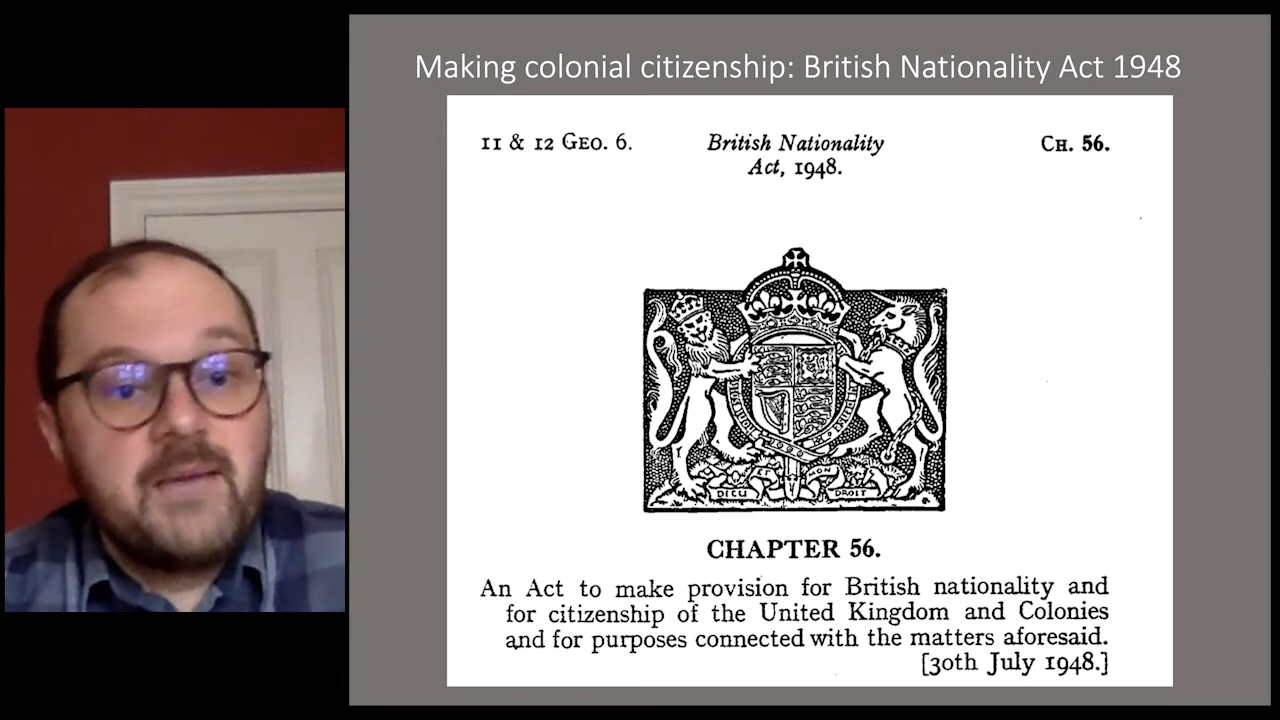 Making colonial citizenship: British Nationality Act 1948
11 & 12 GEO. 6.
British Nationality
Act, 1948.
CH. 56.
DIEU ET MON DROIT
CHAPTER 56.
An Act to make provision for British nationality and
for citizenship of the United Kingdom and Colonies
and for purposes connected with the matters aforesaid.
[30th July 1948.]